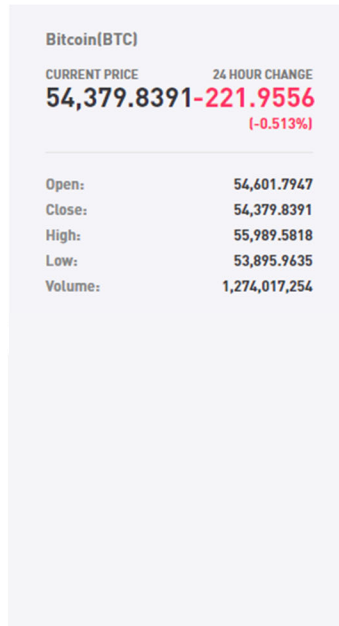 Bitcoin(BTC)
CURRENT PRICE 24 HOUR CHANGE
54,379.8391-221.9556
(-0.513%)
Open: 54,601.7947
Close: 54,379.8391
High: 55,989.5818
Low: 53,895.9635
Volume: 1,274,017,254